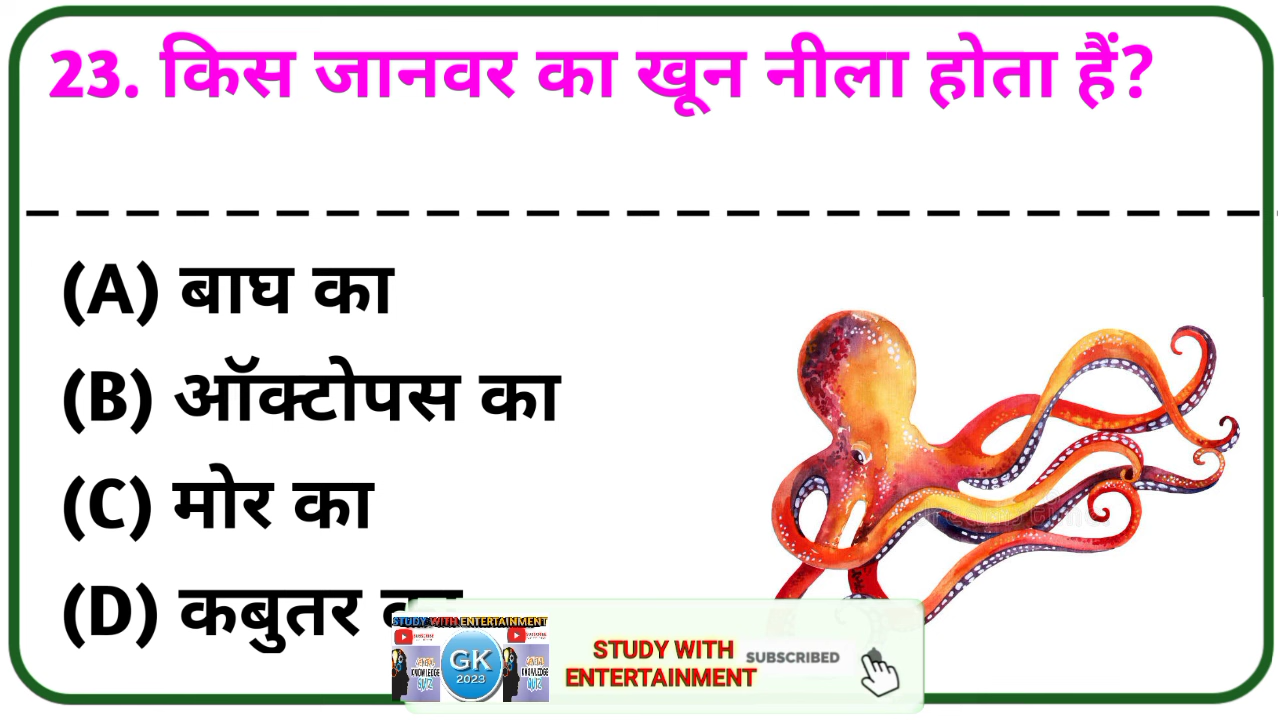 23. किस जानवर का खून नीला होता हैं?
(A) बाघ का
(B) ऑक्टोपस का
(C) मोर का
(D) कबुतर
STUDY WITH ENTERTAINMENT
GK
2023
STUDY WITH
ENTERTAINMENT
SUBSCRIBED